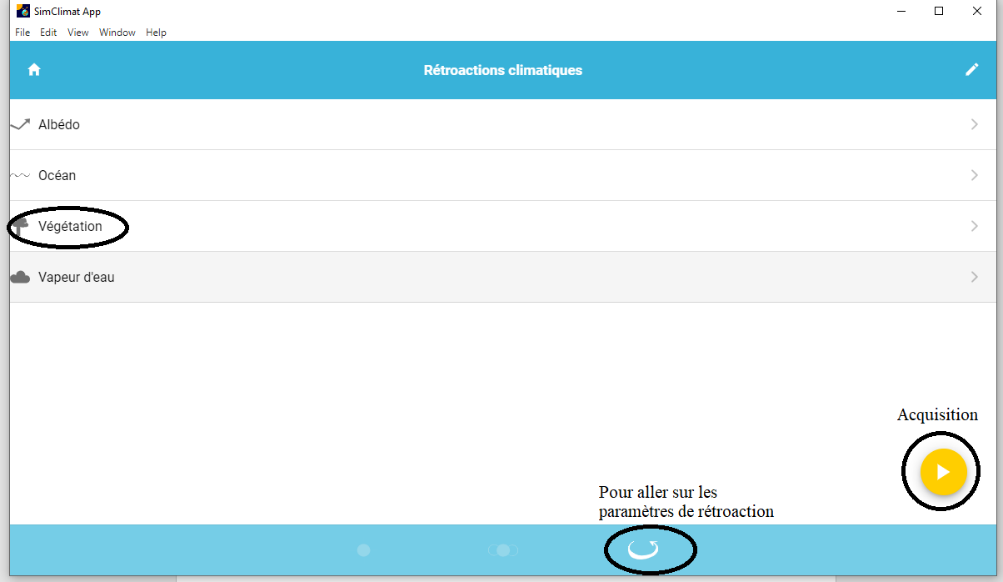 SimClimat App
File Edit View Window Help
Rétroactions climatiques
Albédo
Océan
Végétation
Vapeur d'eau
Acquisition
Pour aller sur les
paramètres de rétroaction